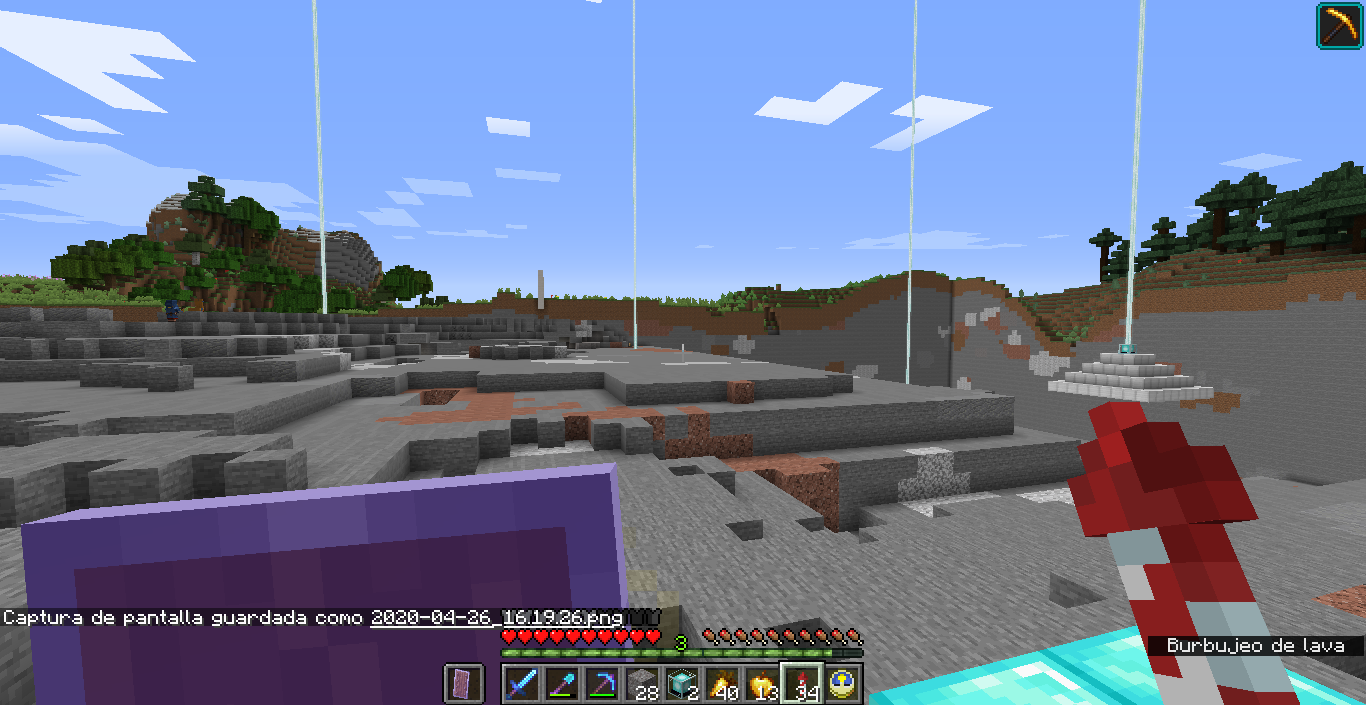 Captura de pantalla guardada como 2020-04-26_16.19.26.png
3
Burbujeo de lava
28 2 40 13 34